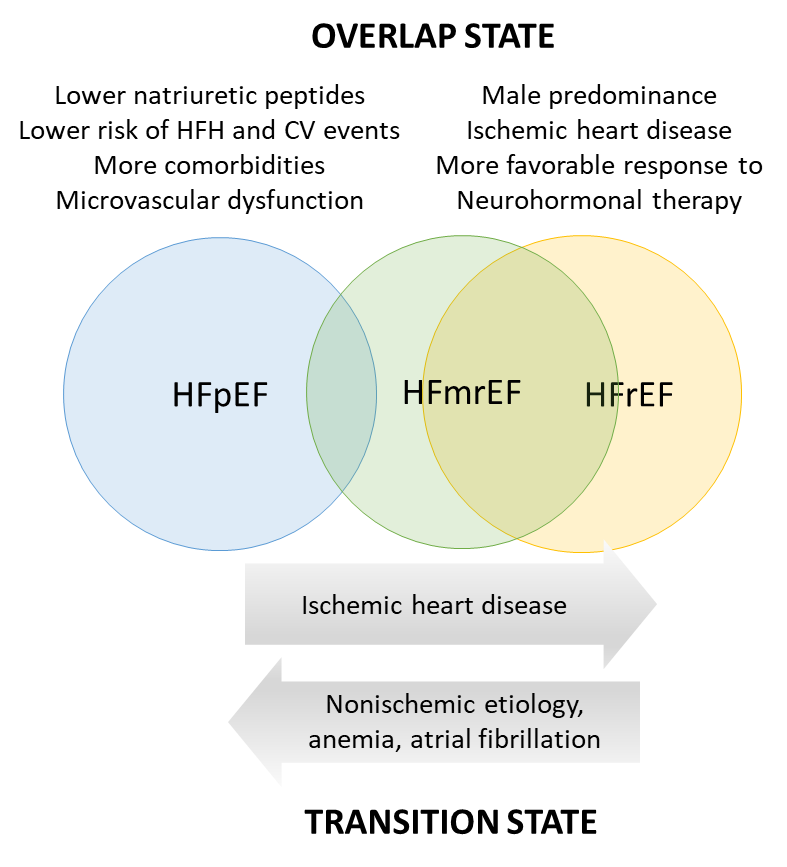 OVERLAP STATE
Lower natriuretic peptides
Lower risk of HFH and CV events
More comorbidities
Microvascular dysfunction
Male predominance
Ischemic heart disease
More favorable response to
Neurohormonal therapy
HFpEF
HFmrEF
HFrEF
Ischemic heart disease
Nonischemic etiology,
anemia, atrial fibrillation
TRANSITION STATE